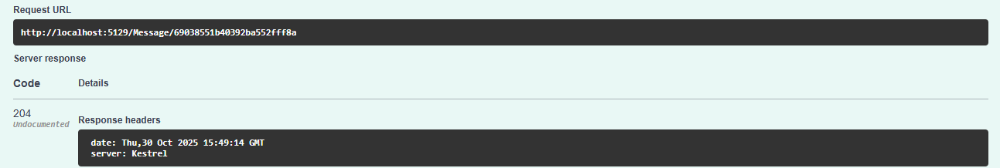 Request URL
http://localhost:5129/Message/69038551b40392ba552fff8a
Server response
Code Details
204
Undocumented
Response headers
date: Thu,30 Oct 2025 15:49:14 GMT
server: Kestrel